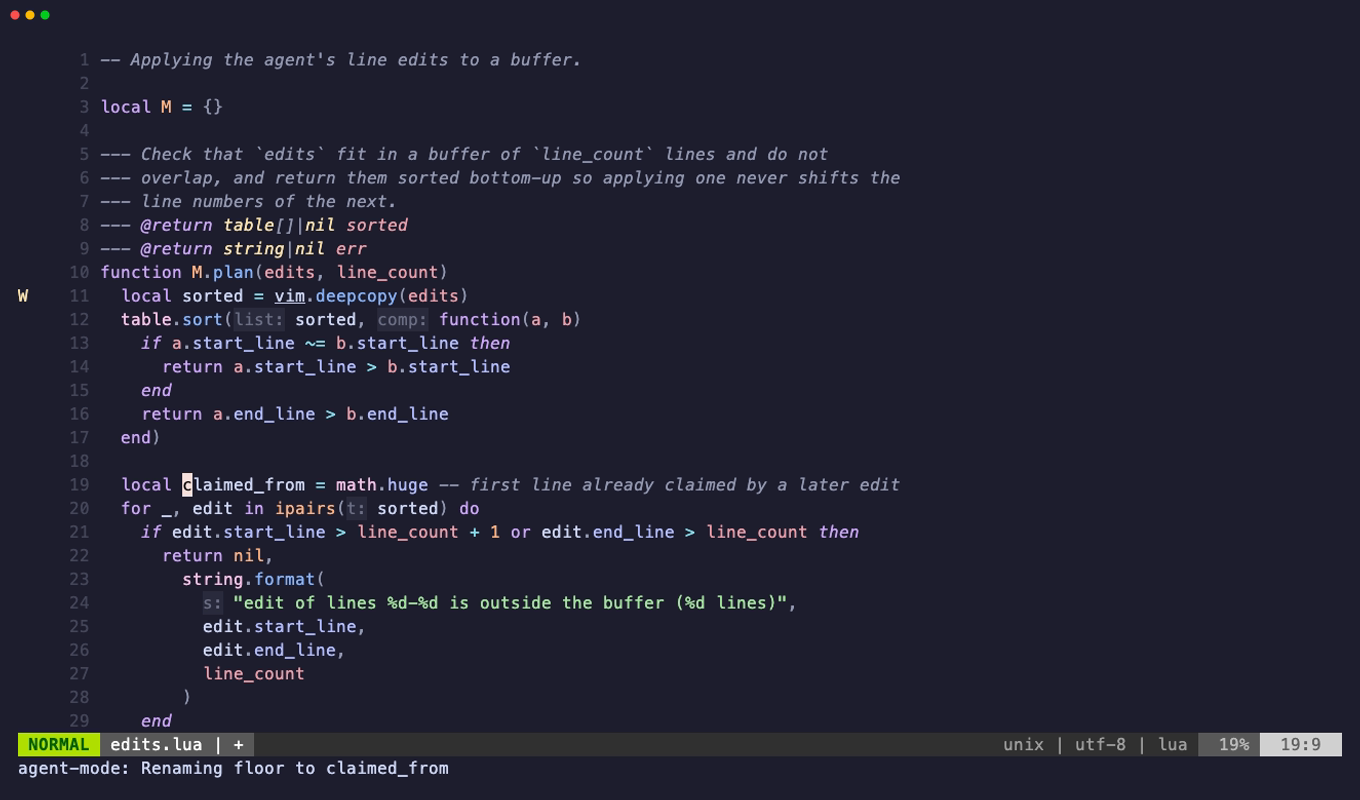 1 -- Applying the agent's line edits to a buffer.
2
3 local M = {}
4
5 --- Check that `edits` fit in a buffer of `line_count` lines and do not
6 --- overlap, and return them sorted bottom-up so applying one never shifts the
7 --- line numbers of the next.
8 --- @return table[]|nil sorted
9 --- @return string|nil err
10 function M.plan(edits, line_count)
W 11   local sorted = vim.deepcopy(edits)
12   table.sort(list: sorted, comp: function(a, b)
13     if a.start_line ~= b.start_line then
14       return a.start_line > b.start_line
15     end
16     return a.end_line > b.end_line
17   end)
18
19   local claimed_from = math.huge -- first line already claimed by a later edit
20   for _, edit in ipairs(t: sorted) do
21     if edit.start_line > line_count + 1 or edit.end_line > line_count then
22       return nil,
23         string.format(
24           s: "edit of lines %d-%d is outside the buffer (%d lines)",
25           edit.start_line,
26           edit.end_line,
27           line_count
28         )
29     end
NORMAL edits.lua | + unix | utf-8 | lua 19% 19:9
agent-mode: Renaming floor to claimed_from